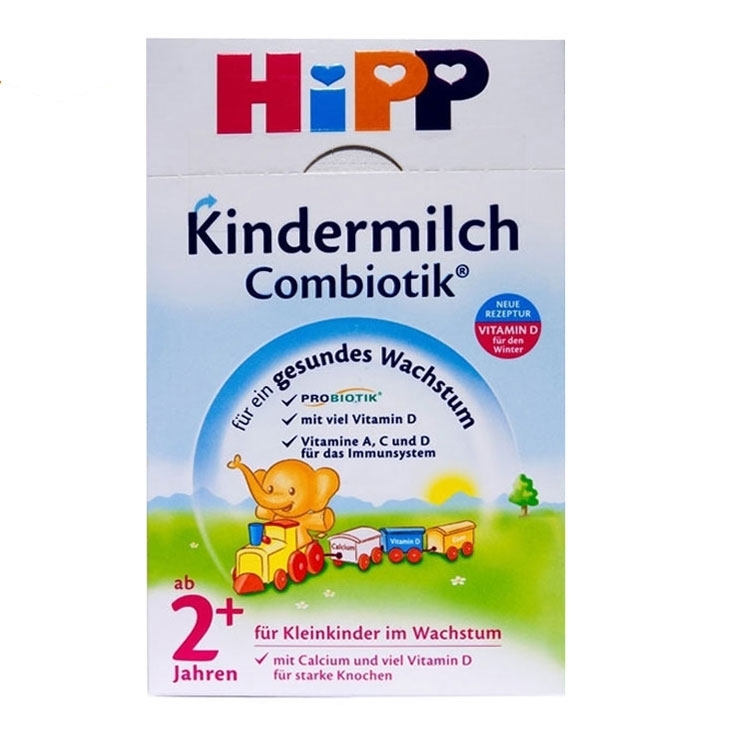 HiPP
Kindermilch
Combiotik®
NEUE
REZEPTUR
VITAMIN D
für den
Winter
für ein gesundes Wachstum
PROBIOTIK®
mit viel Vitamin D
Vitamine A, C und D
für das Immunsystem
Calcium
Vitamin D
ab
2+
Jahren
für Kleinkinder im Wachstum
mit Calcium und viel Vitamin D
für starke Knochen